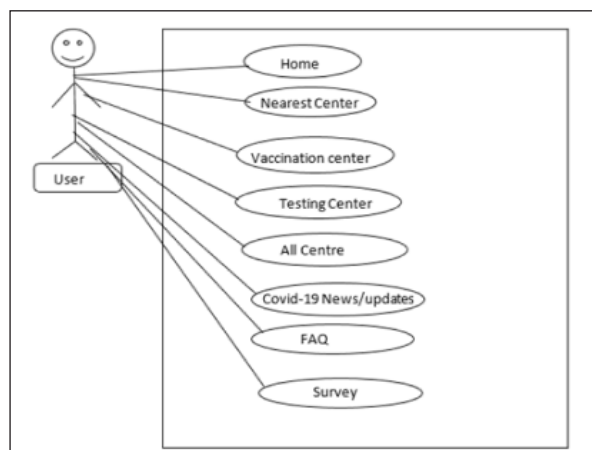 Home
Nearest Center
Vaccination center
Testing Center
User
All Centre
Covid-19 News/updates
FAQ
Survey